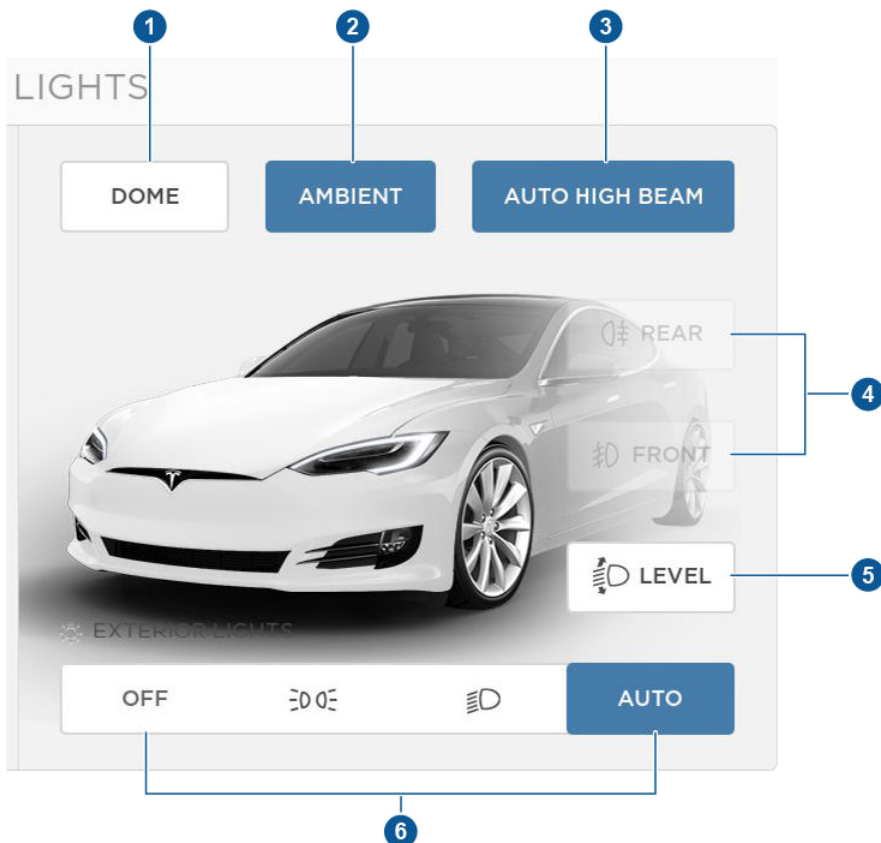 1 2 3
LIGHTS
DOME AMBIENT AUTO HIGH BEAM
REAR
4
FRONT
LEVEL 5
EXTERIOR LIGHTS
OFF AUTO
6